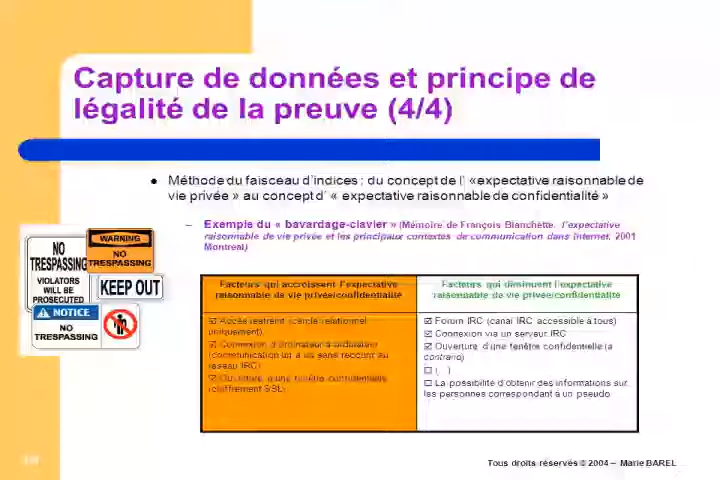 Capture de données et principe de
légalité de la preuve (4/4)
Méthode du faisceau d'indices : du concept de l' «expectative raisonnable de
vie privée » au concept d' « expectative raisonnable de confidentialité »
– Exemple du « bavardage-clavier » (Mémoire de François Blanchette, l'expectative
raisonnable de vie privée et les principaux contextes de communication dans Internet, 2001
Montreal)
NO
TRESPASSING
VIOLATORS
WILL BE
PROSECUTED
WARNING
NO
TRESPASSING
KEEP OUT
NOTICE
NO
TRESPASSING
Facteurs qui accroissent l'expectative
raisonnable de vie privée/confidentialité
☑ Accès restreint (cercle relationnel
uniquement)
☑ Connexion d'ordinateur à ordinateur
(communication un à un sans recours au
réseau IRC)
☑ Ouverture d'une fenêtre confidentielle
(chiffrement SSL)
Facteurs qui diminuent l'expectative
raisonnable de vie privée/confidentialité
☑ Forum IRC (canal IRC accessible à tous)
☑ Connexion via un serveur IRC
☑ Ouverture d'une fenêtre confidentielle (a
contrario)
☐ (…)
☐ La possibilité d'obtenir des informations sur
les personnes correspondant à un pseudo
Tous droits réservés © 2004 – Marie BAREL